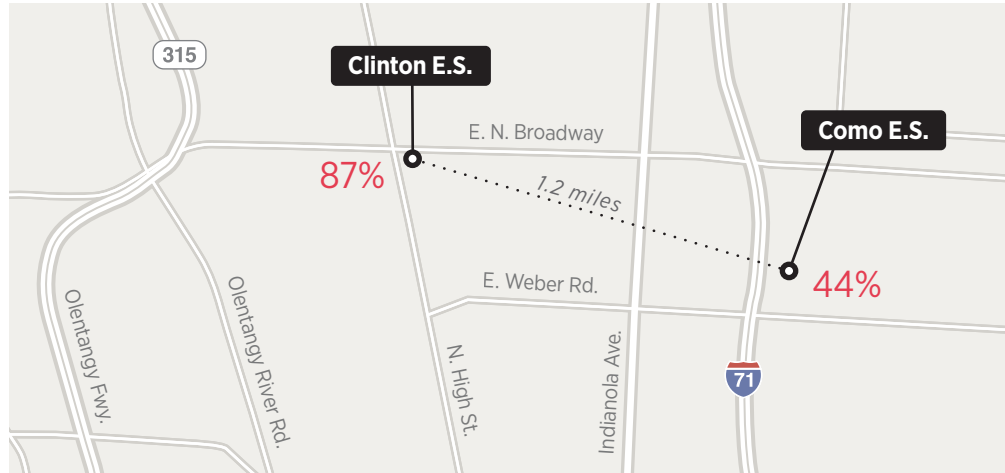 315
Clinton E.S.
E. N. Broadway
Como E.S.
87%
1.2 miles
44%
E. Weber Rd.
Olentangy Fwy.
Olentangy River Rd.
N. High St.
Indianola Ave.
71